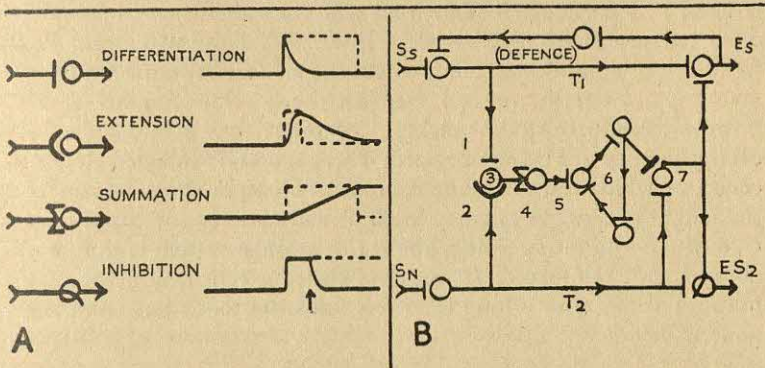 DIFFERENTIATION
EXTENSION
SUMMATION
INHIBITION
A
Ss
(DEFENCE)
T1
Es
1
3
2
4
5
6
7
SN
T2
ES2
B